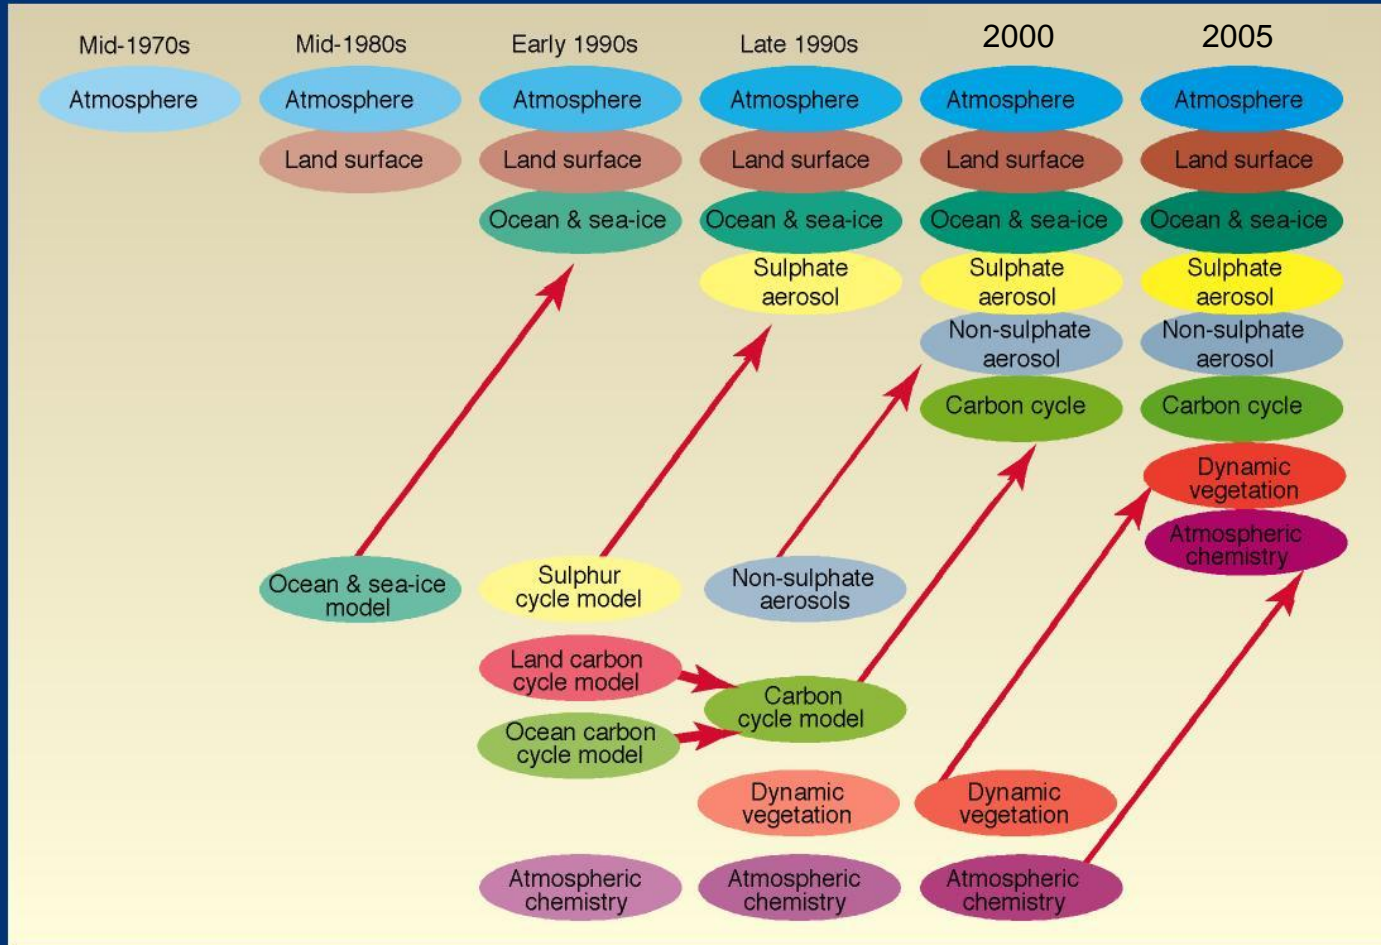 Mid-1970s
Mid-1980s
Early 1990s
Late 1990s
2000
2005
Atmosphere
Atmosphere
Atmosphere
Atmosphere
Atmosphere
Atmosphere
Land surface
Land surface
Land surface
Land surface
Land surface
Ocean & sea-ice
Ocean & sea-ice
Ocean & sea-ice
Ocean & sea-ice
Sulphate
aerosol
Sulphate
aerosol
Sulphate
aerosol
Non-sulphate
aerosol
Non-sulphate
aerosol
Carbon cycle
Carbon cycle
Dynamic
vegetation
Atmospheric
chemistry
Ocean & sea-ice
model
Sulphur
cycle model
Non-sulphate
aerosols
Land carbon
cycle model
Carbon
cycle model
Ocean carbon
cycle model
Dynamic
vegetation
Dynamic
vegetation
Atmospheric
chemistry
Atmospheric
chemistry
Atmospheric
chemistry